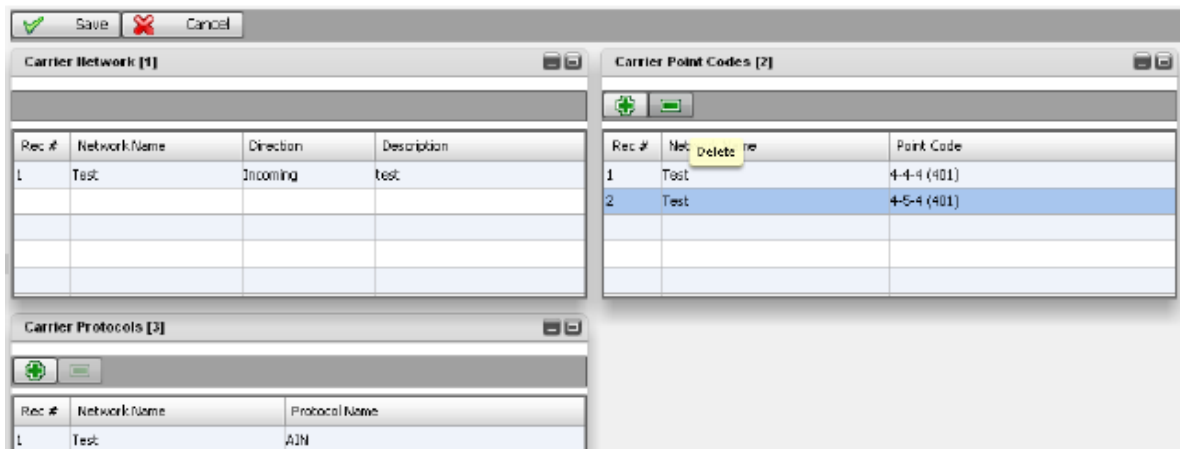 Save Cancel
Carrier Network [1]
Rec # Network Name Direction Description
1 Test Incoming test
Carrier Point Codes [2]
Delete
Rec # Point Code
1 Test 4-4-4 (401)
2 Test 4-5-4 (401)
Carrier Protocols [3]
Rec # Network Name Protocol Name
1 Test AIN